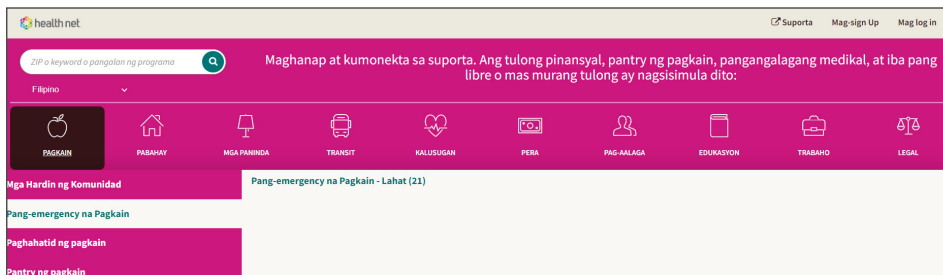 health net
Suporta Mag-sign Up Mag log in
ZIP o keyword o pangalan ng programa
Maghanap at kumonekta sa suporta. Ang tulong pinansyal, pantry ng pagkain, pangangalagang medikal, at iba pang
libre o mas murang tulong ay nagsisimula dito:
Filipino
PAGKAIN PABAHAY MGA PANINDA TRANSIT KALUSUGAN PERA PAG-AALAGA EDUKASYON TRABAHO LEGAL
Mga Hardin ng Komunidad
Pang-emergency na Pagkain - Lahat (21)
Pang-emergency na Pagkain
Paghahatid ng pagkain
Pantry ng pagkain